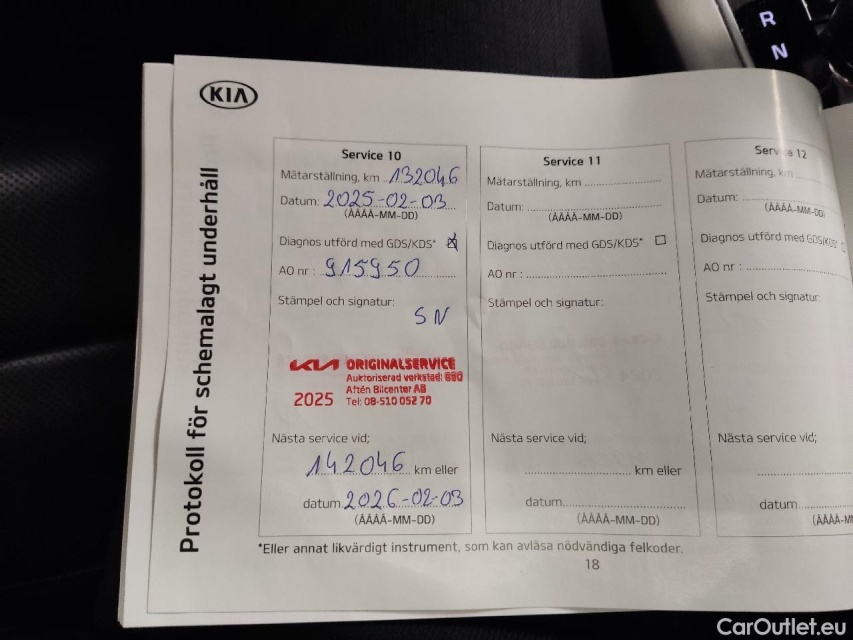 R
N
KIA
Protokoll för schemalagt underhåll
Service 10
Mätarställning, km 132046
Datum: 2025-02-03
(ÅÅÅÅ-MM-DD)
Diagnos utförd med GDS/KDS*
AO nr : 915950
Stämpel och signatur:
SN
KIA ORIGINALSERVICE
Auktoriserad verkstad:
Aftén Bilcenter AB
2025 Tel: 08-510 052 70
Nästa service vid;
142046 km eller
datum 2026-02-03
(ÅÅÅÅ-MM-DD)
Service 11
Mätarställning, km
Datum:
(ÅÅÅÅ-MM-DD)
Diagnos utförd med GDS/KDS*
AO nr :
Stämpel och signatur:
Nästa service vid;
km eller
datum
(ÅÅÅÅ-MM-DD)
Service 12
Mätarställning, km
Datum:
(ÅÅÅÅ-MM-DD)
Diagnos utförd med GDS/KDS*
AO nr :
Stämpel och signatur:
Nästa service vid;
datum
(ÅÅÅÅ-M
*Eller annat likvärdigt instrument, som kan avläsa nödvändiga felkoder.
18
CarOutlet.eu